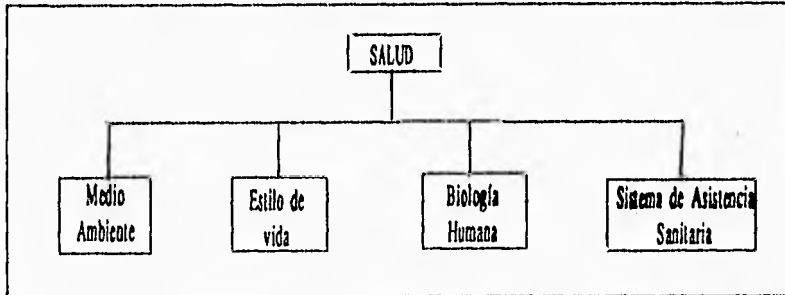 SALUD
Medio
Ambiente
Estilo de
vida
Biología
Humana
Sistema de Asistencia
Sanitaria